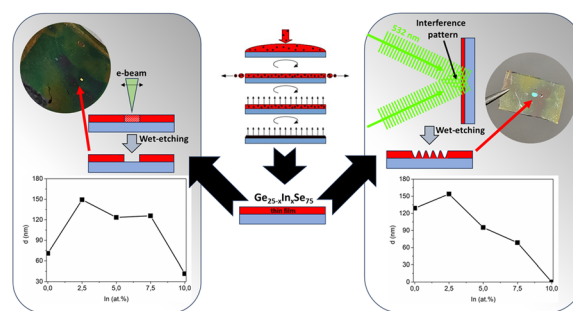 e-beam
Wet-etching
180
150
120
90
60
30
d (nm)
0,0
2,5
5,0
7,5
10,0
In (at.%)
Ge25-xInxSe75
thin film
532 nm
Interference
pattern
Wet-etching
180
150
120
90
60
30
0
d (nm)
0,0
2,5
5,0
7,5
10,0
In (at.%)